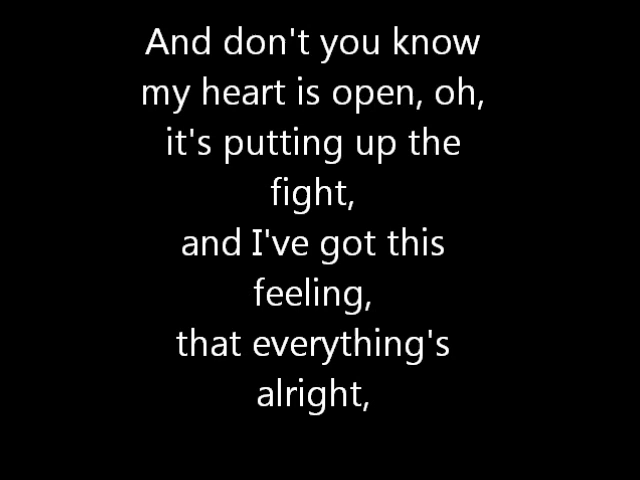 And don't you know
my heart is open, oh,
it's putting up the
fight,
and I've got this
feeling,
that everything's
alright,